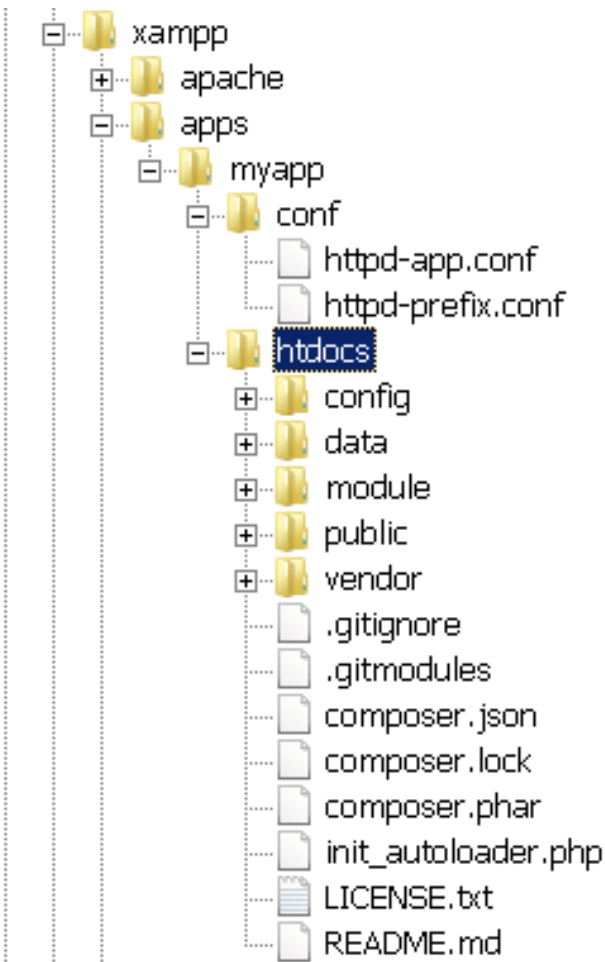 xampp
apache
apps
myapp
conf
httpd-app.conf
httpd-prefix.conf
htdocs
config
data
module
public
vendor
.gitignore
.gitmodules
composer.json
composer.lock
composer.phar
init_autoloader.php
LICENSE.txt
README.md